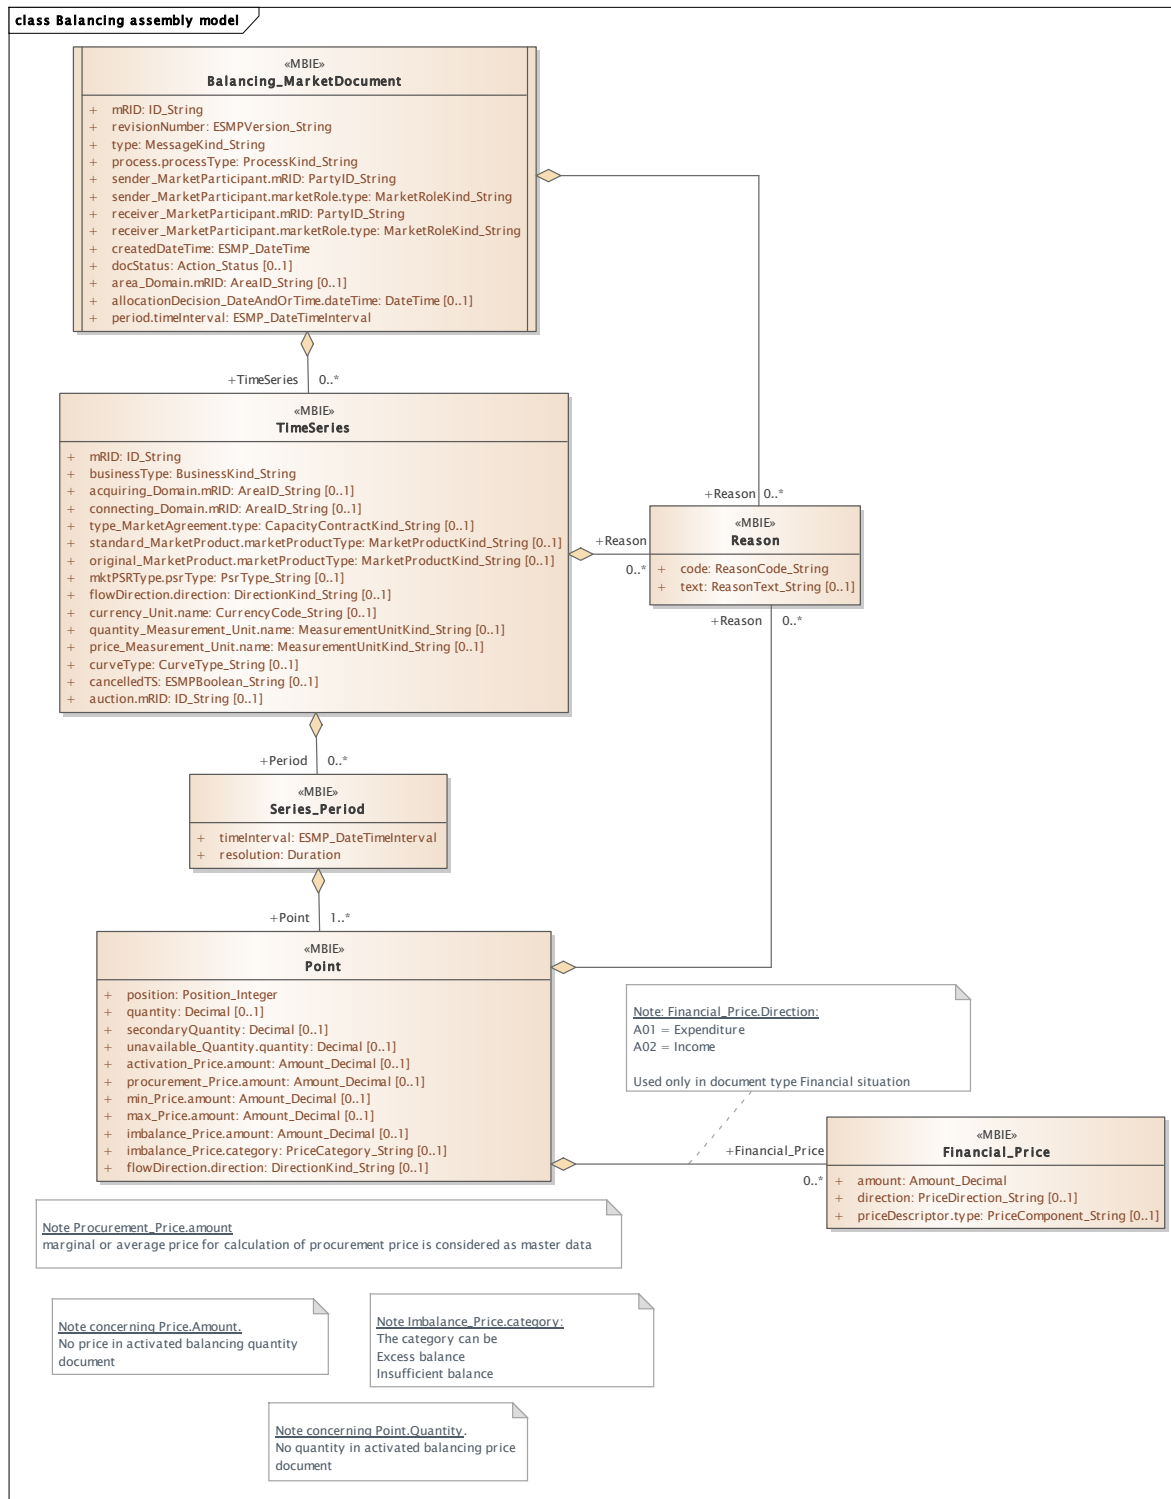 class Balancing assembly model
«MBIE»
Balancing_MarketDocument
+ mRID: ID_String
+ revisionNumber: ESMPVersion_String
+ type: MessageKind_String
+ process.processType: ProcessKind_String
+ sender_MarketParticipant.mRID: PartyID_String
+ sender_MarketParticipant.marketRole.type: MarketRoleKind_String
+ receiver_MarketParticipant.mRID: PartyID_String
+ receiver_MarketParticipant.marketRole.type: MarketRoleKind_String
+ createdDateTime: ESMP_DateTime
+ docStatus: Action_Status [0..1]
+ area_Domain.mRID: AreaID_String [0..1]
+ allocationDecision_DateAndOrTime.dateTime: DateTime [0..1]
+ period.timeInterval: ESMP_DateTimeInterval
+TimeSeries 0..*
«MBIE»
TimeSeries
+ mRID: ID_String
+ businessType: BusinessKind_String
+ acquiring_Domain.mRID: AreaID_String [0..1]
+ connecting_Domain.mRID: AreaID_String [0..1]
+ type_MarketAgreement.type: CapacityContractKind_String [0..1]
+ standard_MarketProduct.marketProductType: MarketProductKind_String [0..1]
+ original_MarketProduct.marketProductType: MarketProductKind_String [0..1]
+ mktPSRType.psrType: PsrType_String [0..1]
+ flowDirection.direction: DirectionKind_String [0..1]
+ currency_Unit.name: CurrencyCode_String [0..1]
+ quantity_Measurement_Unit.name: MeasurementUnitKind_String [0..1]
+ price_Measurement_Unit.name: MeasurementUnitKind_String [0..1]
+ curveType: CurveType_String [0..1]
+ cancelledTS: ESMPBoolean_String [0..1]
+ auction.mRID: ID_String [0..1]
+Reason 0..*
+Reason
0..*
«MBIE»
Reason
+ code: ReasonCode_String
+ text: ReasonText_String [0..1]
+Reason 0..*
+Period 0..*
«MBIE»
Series_Period
+ timeInterval: ESMP_DateTimeInterval
+ resolution: Duration
+Point 1..*
«MBIE»
Point
+ position: Position_Integer
+ quantity: Decimal [0..1]
+ secondaryQuantity: Decimal [0..1]
+ unavailable_Quantity.quantity: Decimal [0..1]
+ activation_Price.amount: Amount_Decimal [0..1]
+ procurement_Price.amount: Amount_Decimal [0..1]
+ min_Price.amount: Amount_Decimal [0..1]
+ max_Price.amount: Amount_Decimal [0..1]
+ imbalance_Price.amount: Amount_Decimal [0..1]
+ imbalance_Price.category: PriceCategory_String [0..1]
+ flowDirection.direction: DirectionKind_String [0..1]
Note: Financial_Price.Direction:
A01 = Expenditure
A02 = Income
Used only in document type Financial situation
+Financial_Price
0..*
«MBIE»
Financial_Price
+ amount: Amount_Decimal
+ direction: PriceDirection_String [0..1]
+ priceDescriptor.type: PriceComponent_String [0..1]
Note Procurement_Price.amount
marginal or average price for calculation of procurement price is considered as master data
Note concerning Price.Amount.
No price in activated balancing quantity
document
Note Imbalance_Price.category:
The category can be
Excess balance
Insufficient balance
Note concerning Point.Quantity.
No quantity in activated balancing price
document